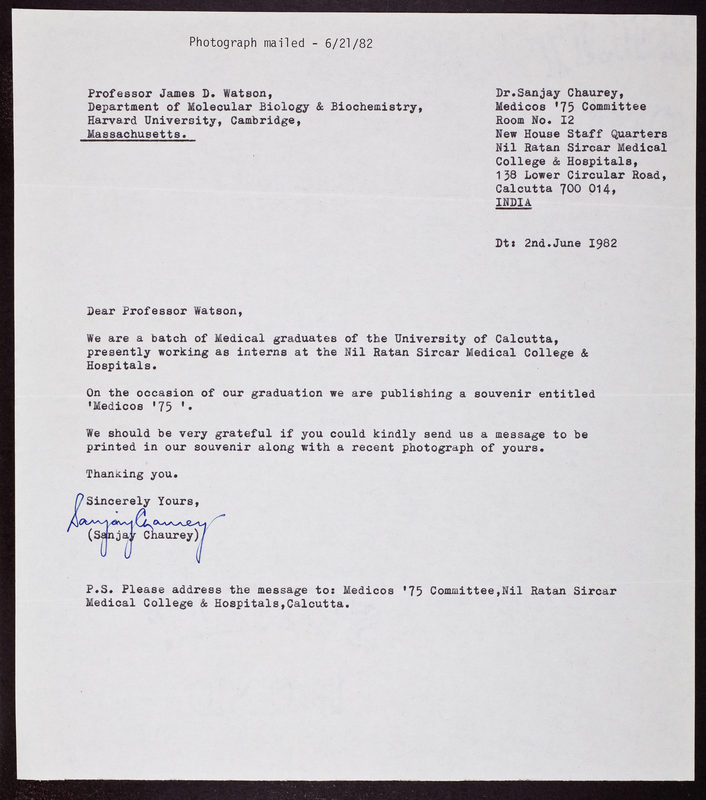 Photograph mailed - 6/21/82
Professor James D. Watson,
Department of Molecular Biology & Biochemistry,
Harvard University, Cambridge,
Massachusetts.
Dr.Sanjay Chaurey,
Medicos '75 Committee
Room No. I2
New House Staff Quarters
Nil Ratan Sircar Medical
College & Hospitals,
138 Lower Circular Road,
Calcutta 700 014,
INDIA
Dt: 2nd.June I982
Dear Professor Watson,
We are a batch of Medical graduates of the University of Calcutta,
presently working as interns at the Nil Ratan Sircar Medical College &
Hospitals.
On the occasion of our graduation we are publishing a souvenir entitled
'Medicos '75 '.
We should be very grateful if you could kindly send us a message to be
printed in our souvenir along with a recent photograph of yours.
Thanking you.
Sincerely Yours,
Sanjay Chaurey
(Sanjay Chaurey)
P.S. Please address the message to: Medicos '75 Committee,Nil Ratan Sircar
Medical College & Hospitals,Calcutta.